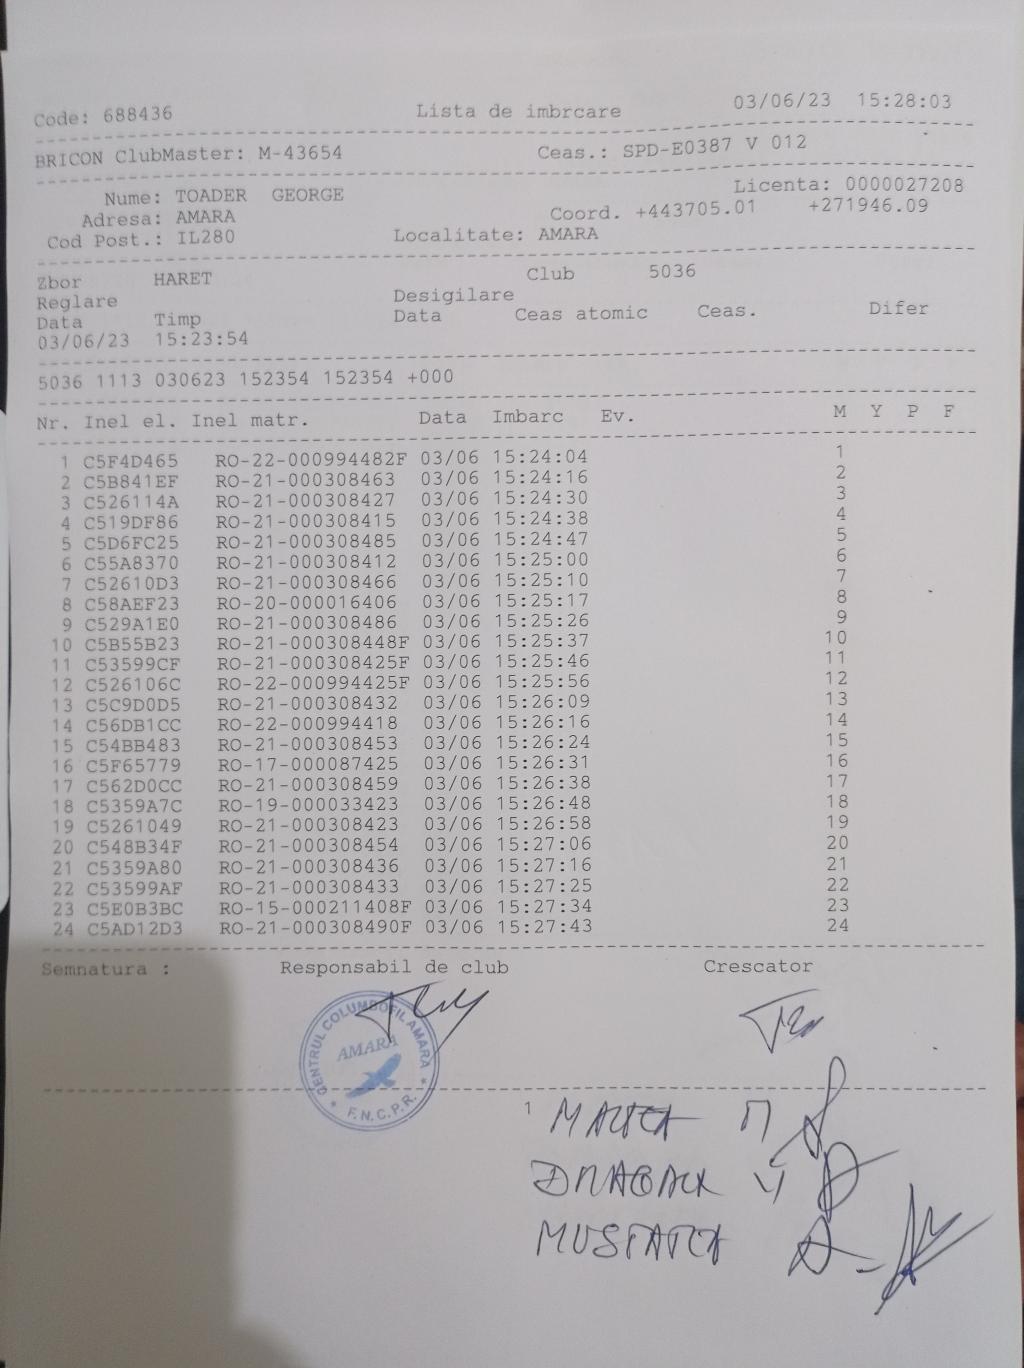 Code: 688436 Lista de imbrcare 03/06/23 15:28:03
BRICON ClubMaster: M-43654 Ceas.: SPD-E0387 V 012
Nume: TOADER GEORGE Licenta: 0000027208
Adresa: AMARA Coord. +443705.01 +271946.09
Cod Post.: IL280 Localitate: AMARA
Zbor HARET Club 5036
Reglare Desigilare
Data Timp Data Ceas atomic Ceas. Difer
03/06/23 15:23:54
5036 1113 030623 152354 152354 +000
Nr. Inel el. Inel matr. Data Imbarc Ev. M Y P F
1 C5F4D465 RO-22-000994482F 03/06 15:24:04 1
2 C5B841EF RO-21-000308463 03/06 15:24:16 2
3 C526114A RO-21-000308427 03/06 15:24:30 3
4 C519DF86 RO-21-000308415 03/06 15:24:38 4
5 C5D6FC25 RO-21-000308485 03/06 15:24:47 5
6 C55A8370 RO-21-000308412 03/06 15:25:00 6
7 C52610D3 RO-21-000308466 03/06 15:25:10 7
8 C58AEF23 RO-20-000016406 03/06 15:25:17 8
9 C529A1E0 RO-21-000308486 03/06 15:25:26 9
10 C5B55B23 RO-21-000308448F 03/06 15:25:37 10
11 C53599CF RO-21-000308425F 03/06 15:25:46 11
12 C526106C RO-22-000994425F 03/06 15:25:56 12
13 C5C9D0D5 RO-21-000308432 03/06 15:26:09 13
14 C56DB1CC RO-22-000994418 03/06 15:26:16 14
15 C54BB483 RO-21-000308453 03/06 15:26:24 15
16 C5F65779 RO-17-000087425 03/06 15:26:31 16
17 C562D0CC RO-21-000308459 03/06 15:26:38 17
18 C5359A7C RO-19-000033423 03/06 15:26:48 18
19 C5261049 RO-21-000308423 03/06 15:26:58 19
20 C548B34F RO-21-000308454 03/06 15:27:06 20
21 C5359A80 RO-21-000308436 03/06 15:27:16 21
22 C53599AF RO-21-000308433 03/06 15:27:25 22
23 C5E0B3BC RO-15-000211408F 03/06 15:27:34 23
24 C5AD12D3 RO-21-000308490F 03/06 15:27:43 24
Semnatura : Responsabil de club Crescator
CENTRUL COLUMBOFIL AMARA
AMARA
F.N.C.P.R.
1